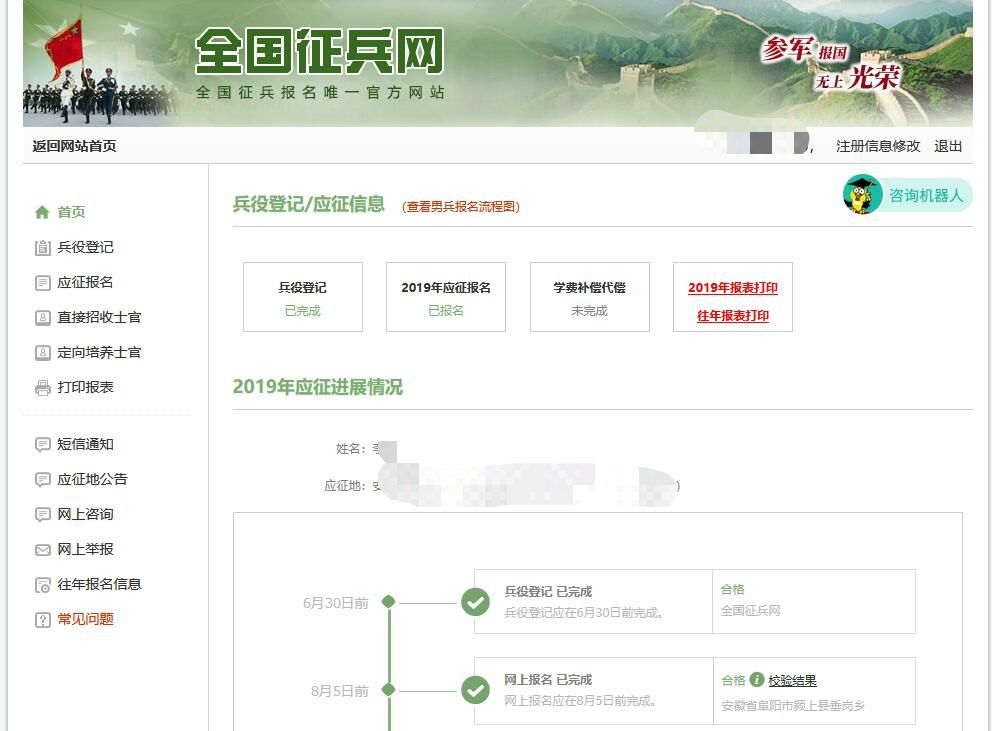 全国征兵网
全国征兵报名唯一官方网站
参军 报国
无上 光荣
返回网站首页
注册信息修改 退出
咨询机器人
首页
兵役登记
应征报名
直接招收士官
定向培养士官
打印报表
短信通知
应征地公告
网上咨询
网上举报
往年报名信息
常见问题
兵役登记/应征信息 (查看男兵报名流程图)
兵役登记
已完成
2019年应征报名
已报名
学费补偿代偿
未完成
2019年报表打印
往年报表打印
2019年应征进展情况
姓名：
应征地：
6月30日前
兵役登记 已完成
兵役登记应在6月30日前完成。
合格
全国征兵网
8月5日前
网上报名 已完成
网上报名应在8月5日前完成。
合格 校验结果
安徽省阜阳市颍上县垂岗乡